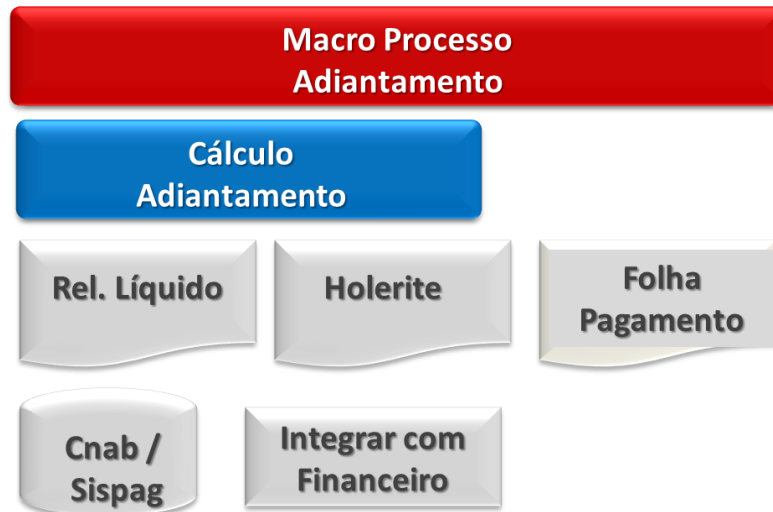 Macro Processo
Adiantamento
Cálculo
Adiantamento
Rel. Líquido
Holerite
Folha
Pagamento
Cnab /
Sispag
Integrar com
Financeiro